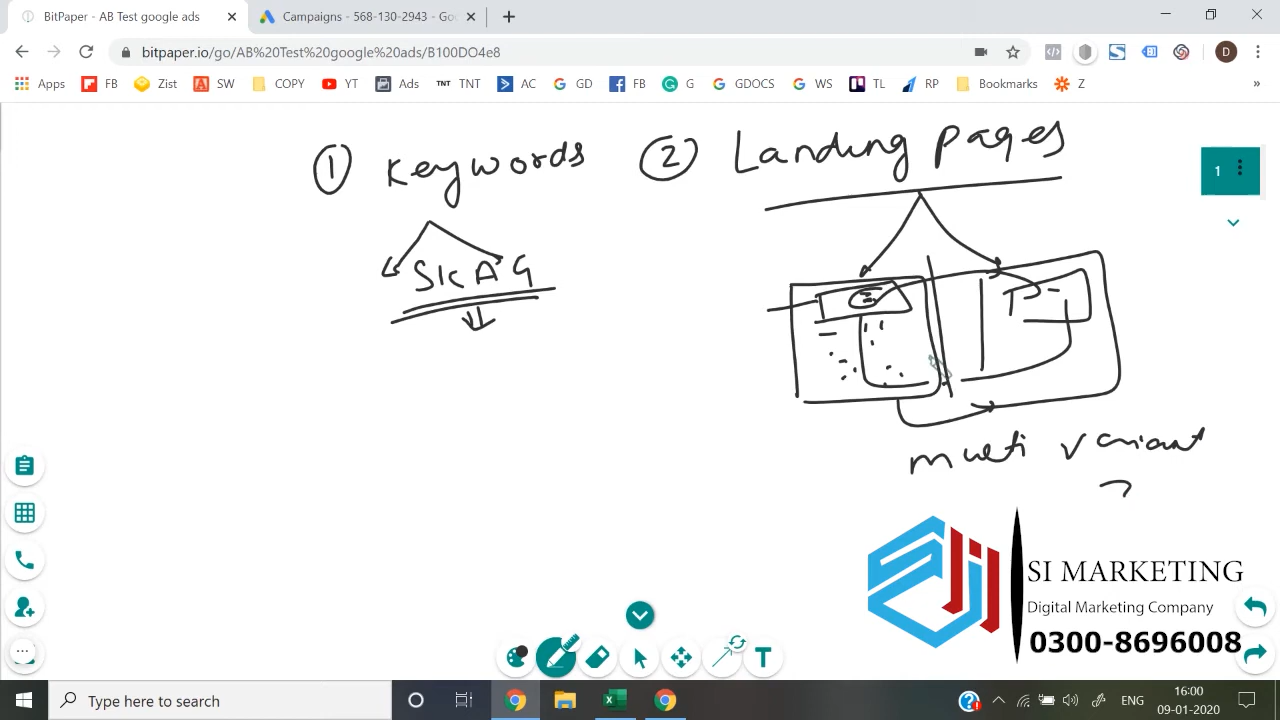 BitPaper - AB Test google ads
Campaigns - 568-130-2943 - Go
bitpaper.io/go/AB%20Test%20google%20ads/B100DO4e8
D
Apps FB Zist SW COPY YT Ads TNT TNT AC GD FB G GDOCS WS TL RP Bookmarks Z »
① Keywords ② Landing Pages
1
SKAG
multi variant
SI MARKETING
Digital Marketing Company
0300-8696008
T
Type here to search
ENG
16:00
09-01-2020